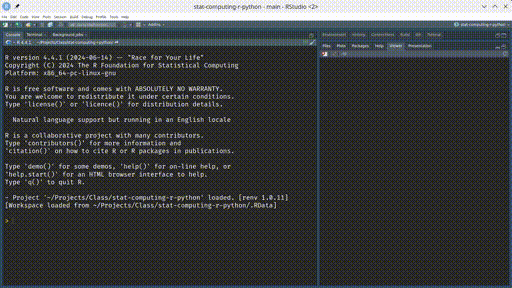 stat-computing-r-python - main - RStudio <2>
File Edit Code View Plots Session Build Debug Profile Tools Help
Addins
stat-computing-r-python
Console Terminal Background Jobs
R 4.4.1 · ~/Projects/Class/stat-computing-r-python/
R version 4.4.1 (2024-06-14) -- "Race for Your Life"
Copyright (C) 2024 The R Foundation for Statistical Computing
Platform: x86_64-pc-linux-gnu
R is free software and comes with ABSOLUTELY NO WARRANTY.
You are welcome to redistribute it under certain conditions.
Type 'license()' or 'licence()' for distribution details.
Natural language support but running in an English locale
R is a collaborative project with many contributors.
Type 'contributors()' for more information and
'citation()' on how to cite R or R packages in publications.
Type 'demo()' for some demos, 'help()' for on-line help, or
'help.start()' for an HTML browser interface to help.
Type 'q()' to quit R.
- Project '~/Projects/Class/stat-computing-r-python' loaded. [renv 1.0.11]
[Workspace loaded from ~/Projects/Class/stat-computing-r-python/.RData]
>
Environment History Connections Build Git Tutorial
Files Plots Packages Help Viewer Presentation